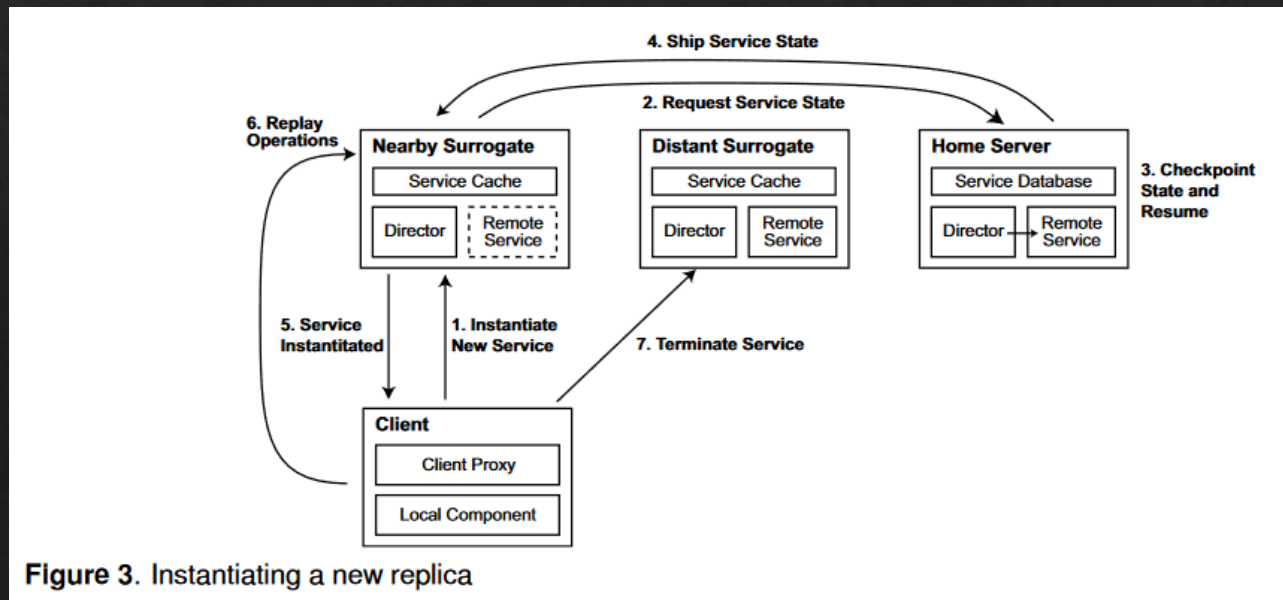 4. Ship Service State
2. Request Service State
6. Replay
Operations
Nearby Surrogate
Service Cache
Director
Remote
Service
Distant Surrogate
Service Cache
Director
Remote
Service
Home Server
Service Database
Director
Remote
Service
3. Checkpoint
State and
Resume
5. Service
Instantitated
1. Instantiate
New Service
7. Terminate Service
Client
Client Proxy
Local Component
Figure 3. Instantiating a new replica